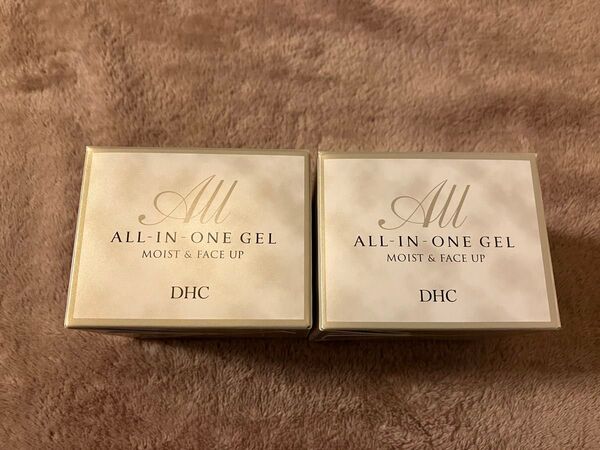 All
ALL-IN-ONE GEL
MOIST & FACE UP
DHC
All
ALL-IN-ONE GEL
MOIST & FACE UP
DHC